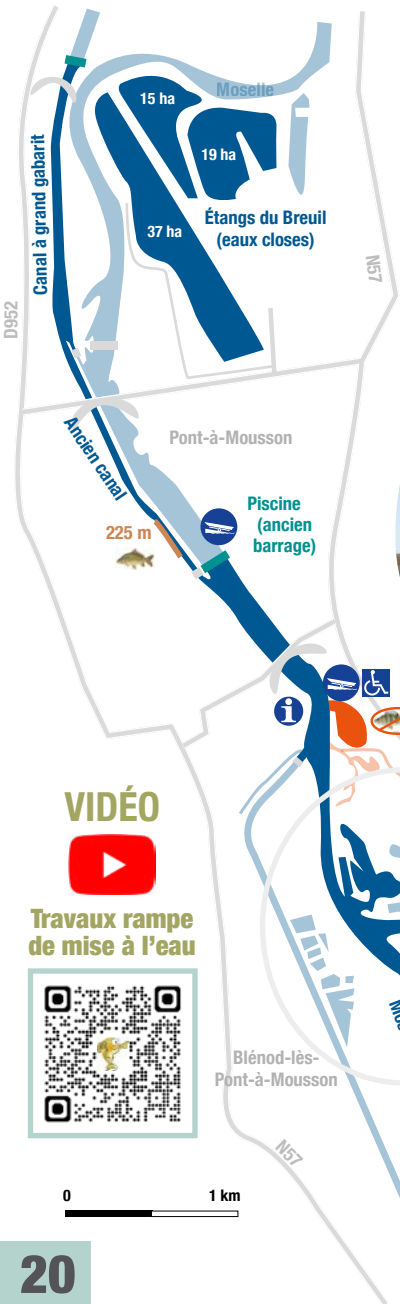 Moselle
15 ha
19 ha
37 ha
Étangs du Breuil
(eaux closes)
Canal à grand gabarit
D952
N57
Ancien canal
Pont-à-Mousson
225 m
Piscine
(ancien
barrage)
i
VIDÉO
Travaux rampe
de mise à l'eau
Blénod-lès-
Pont-à-Mousson
N57
0 1 km
20